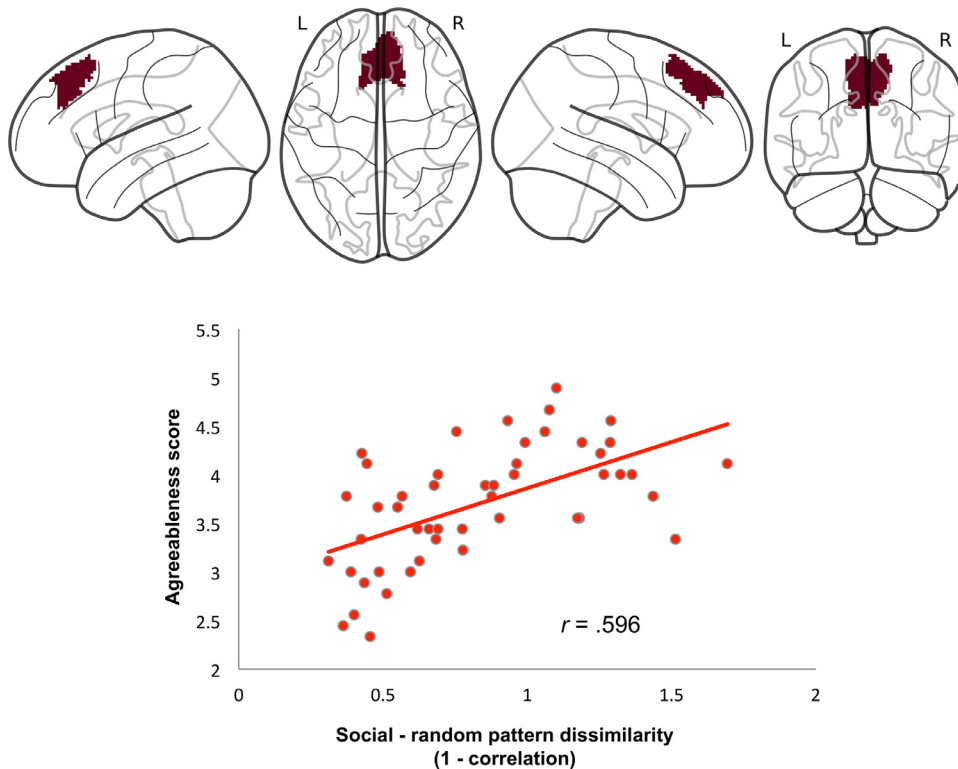 L
R
L
R
5.5
5
4.5
4
3.5
3
2.5
2
Agreeableness score
r = .596
0
0.5
1
1.5
2
Social - random pattern dissimilarity
(1 - correlation)